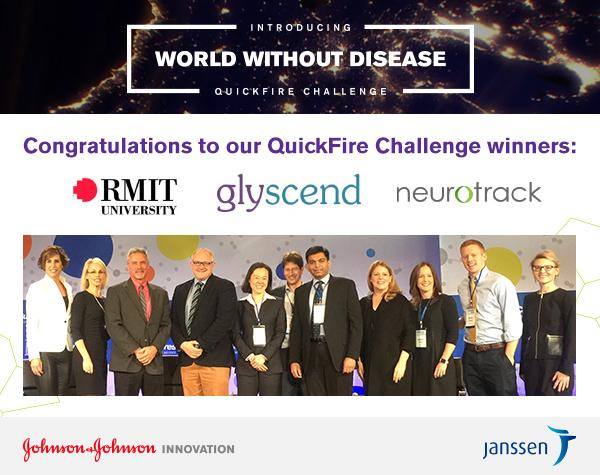 INTRODUCING
WORLD WITHOUT DISEASE
QUICKFIRE CHALLENGE
Congratulations to our QuickFire Challenge winners:
RMIT
UNIVERSITY
glyscend
neurotrack
Johnson & Johnson INNOVATION
janssen